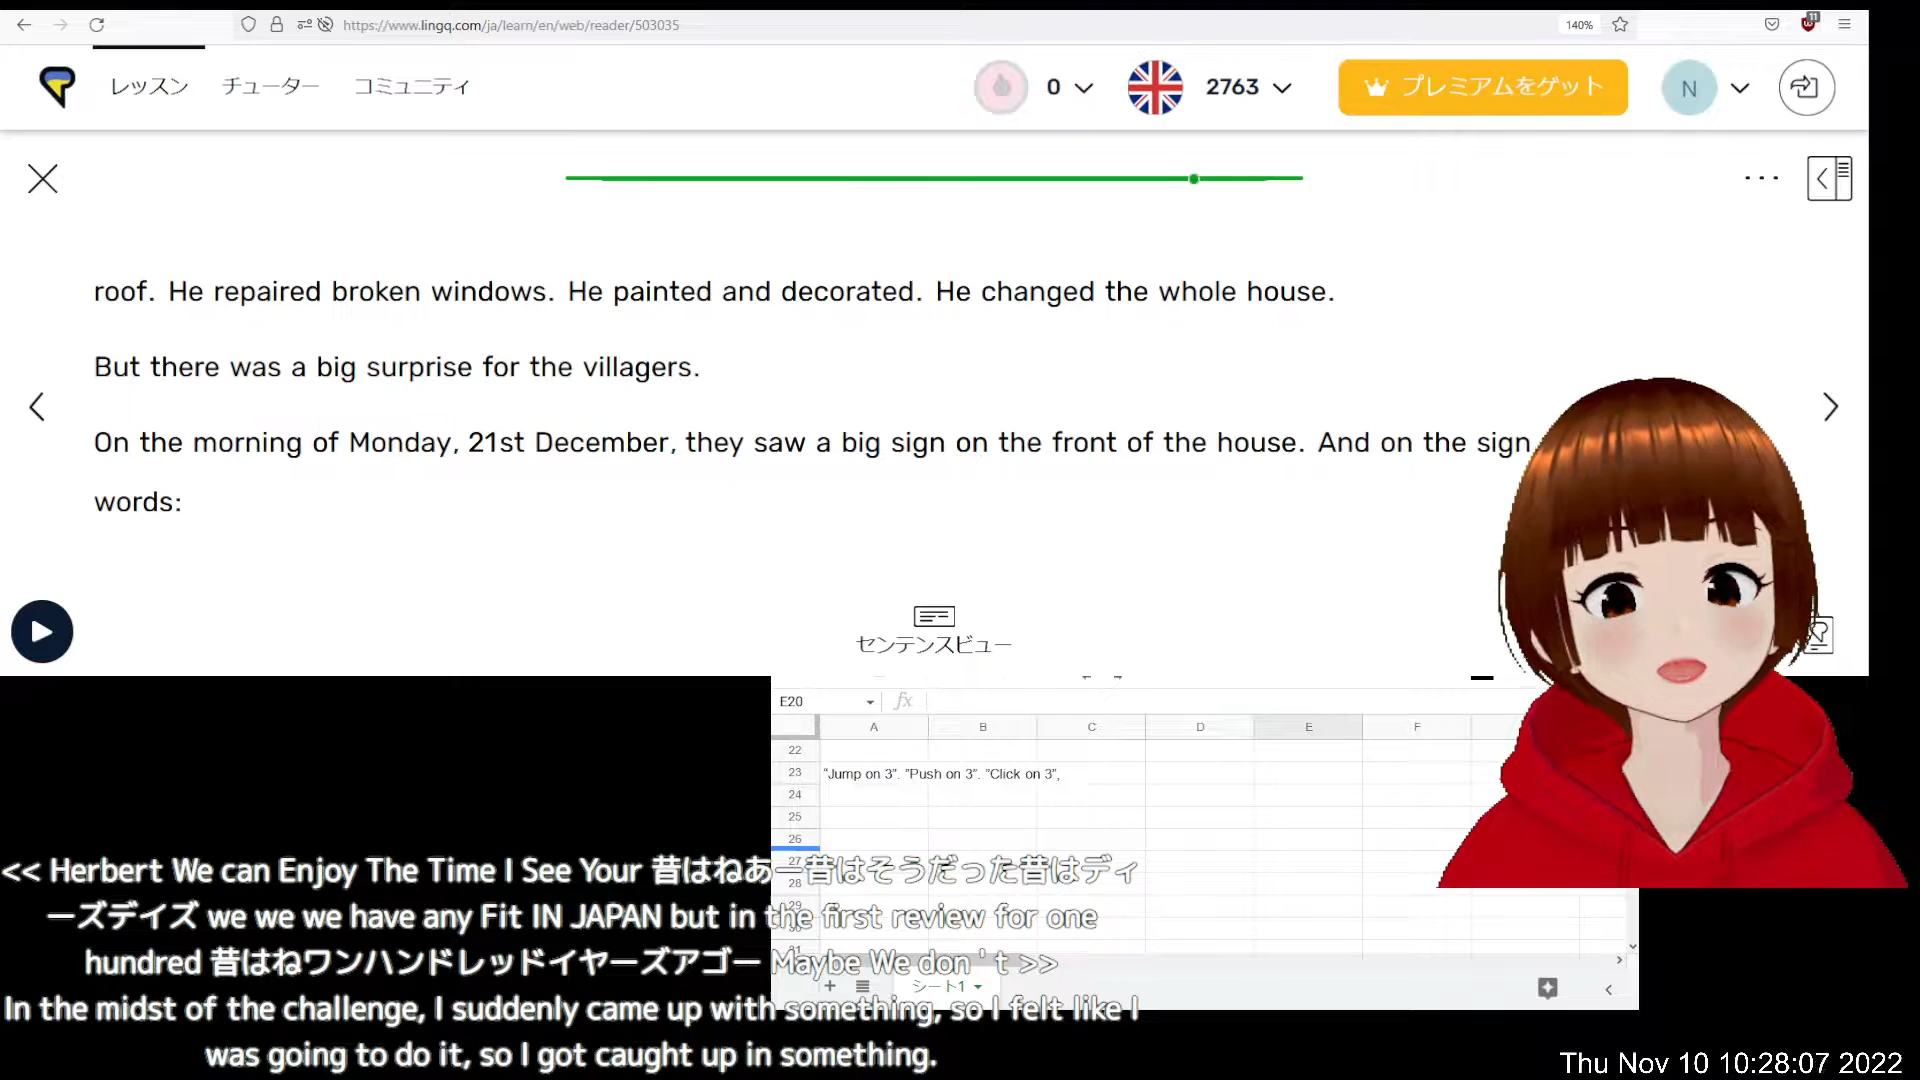 https://www.lingq.com/ja/learn/en/web/reader/503035
140%
11
レッスン
チューター
コミュニティ
0
2763
プレミアムをゲット
N
roof. He repaired broken windows. He painted and decorated. He changed the whole house.
But there was a big surprise for the villagers.
On the morning of Monday, 21st December, they saw a big sign on the front of the house. And on the sign
words:
センテンスビュー
E20
fx
A B C D E F
22
23 “Jump on 3”. ”Push on 3”. ”Click on 3”,
24
25
26
27
28
29
31
シート1
<< Herbert We can Enjoy The Time I See Your 昔はねあー昔はそうだった昔はディ
ーズデイズ we we we have any Fit IN JAPAN but in the first review for one
hundred 昔はねワンハンドレッドイヤーズアゴー Maybe We don ' t >>
In the midst of the challenge, I suddenly came up with something, so I felt like I
was going to do it, so I got caught up in something.
Thu Nov 10 10:28:07 2022